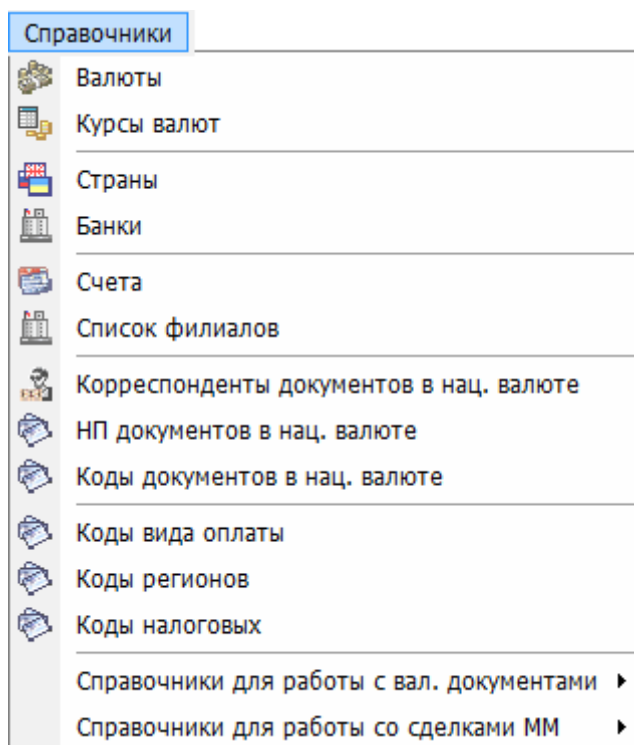 Справочники
Валюты
Курсы валют
Страны
Банки
Счета
Список филиалов
Корреспонденты документов в нац. валюте
НП документов в нац. валюте
Коды документов в нац. валюте
Коды вида оплаты
Коды регионов
Коды налоговых
Справочники для работы с вал. документами
Справочники для работы со сделками ММ